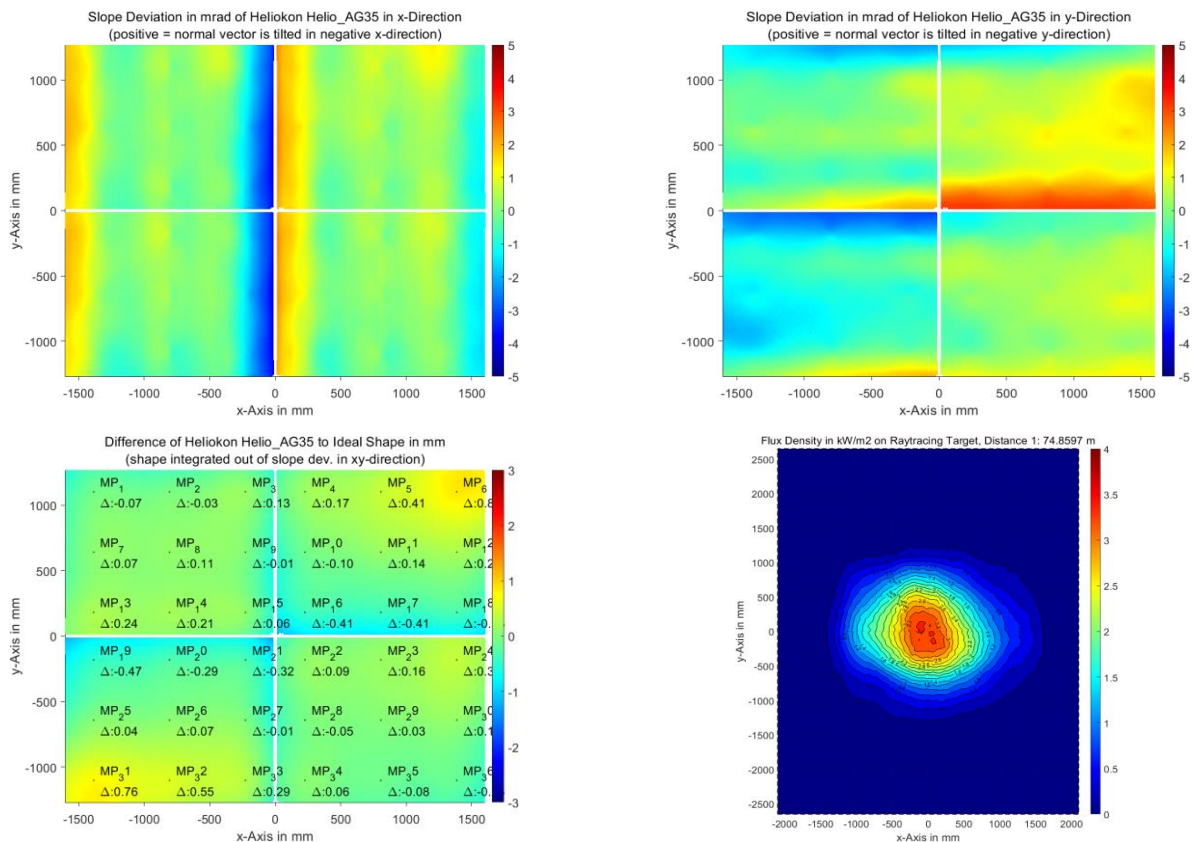 Slope Deviation in mrad of Heliokon Helio_AG35 in x-Direction
(positive = normal vector is tilted in negative x-direction)
1000
500
0
-500
-1000
y-Axis in mm
-1500 -1000 -500 0 500 1000 1500
x-Axis in mm
5
4
3
2
1
0
-1
-2
-3
-4
-5
Slope Deviation in mrad of Heliokon Helio_AG35 in y-Direction
(positive = normal vector is tilted in negative y-direction)
1000
500
0
-500
-1000
y-Axis in mm
-1500 -1000 -500 0 500 1000 1500
x-Axis in mm
5
4
3
2
1
0
-1
-2
-3
-4
-5
Difference of Heliokon Helio_AG35 to Ideal Shape in mm
(shape integrated out of slope dev. in xy-direction)
1000
500
0
-500
-1000
y-Axis in mm
MP1 MP2 MP3 MP4 MP5 MP6
Δ:-0.07 Δ:-0.03 Δ:0.13 Δ:0.17 Δ:0.41 Δ:0.8
MP7 MP8 MP9 MP10 MP11 MP12
Δ:0.07 Δ:0.11 Δ:-0.01 Δ:-0.10 Δ:0.14 Δ:0.2
MP13 MP14 MP15 MP16 MP17 MP18
Δ:0.24 Δ:0.21 Δ:0.06 Δ:-0.41 Δ:-0.41 Δ:-0.
MP19 MP20 MP21 MP22 MP23 MP24
Δ:-0.47 Δ:-0.29 Δ:-0.32 Δ:0.09 Δ:0.16 Δ:0.3
MP25 MP26 MP27 MP28 MP29 MP30
Δ:0.04 Δ:0.07 Δ:-0.01 Δ:-0.05 Δ:0.03 Δ:0.1
MP31 MP32 MP33 MP34 MP35 MP36
Δ:0.76 Δ:0.55 Δ:0.29 Δ:0.06 Δ:-0.08 Δ:-0.
-1500 -1000 -500 0 500 1000 1500
x-Axis in mm
3
2
1
0
-1
-2
-3
Flux Density in kW/m2 on Raytracing Target, Distance 1: 74.8597 m
2500
2000
1500
1000
500
0
-500
-1000
-1500
-2000
-2500
y-Axis in mm
-2000 -1500 -1000 -500 0 500 1000 1500 2000
x-Axis in mm
4
3.5
3
2.5
2
1.5
1
0.5
0